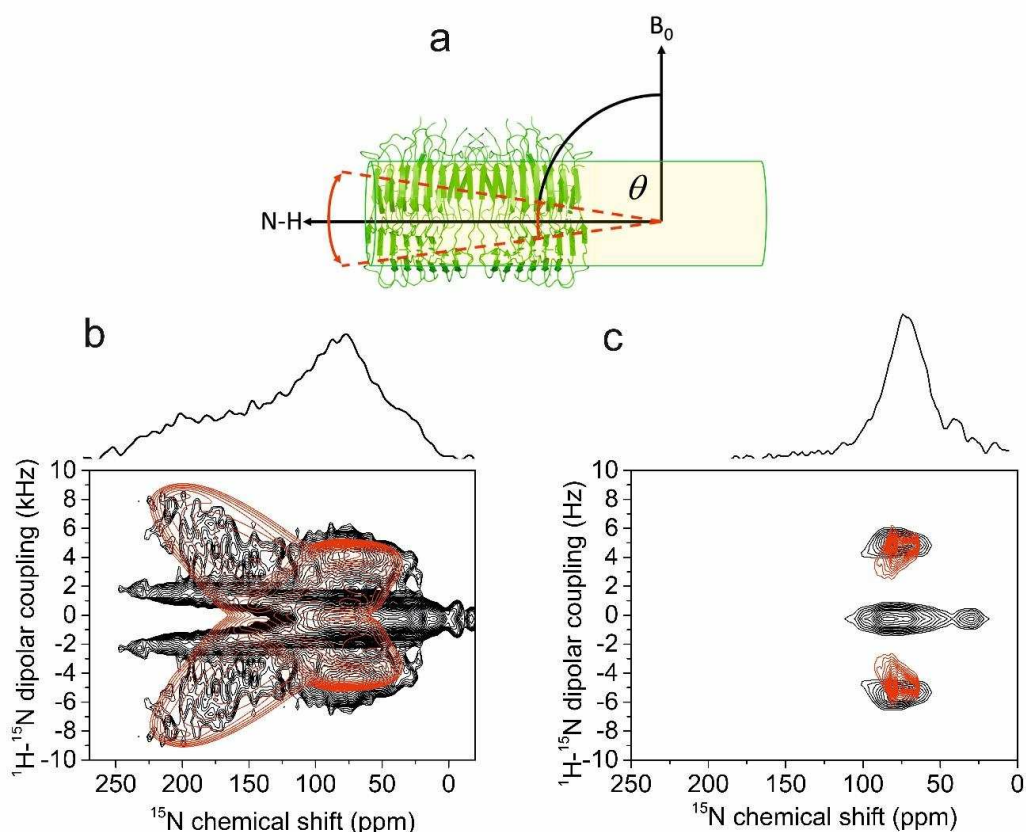 a
B₀
θ
N-H
b
c
¹H-¹⁵N dipolar coupling (kHz)
10
8
6
4
2
0
-2
-4
-6
-8
-10
250 200 150 100 50 0
¹⁵N chemical shift (ppm)
¹H-¹⁵N dipolar coupling (Hz)
10
8
6
4
2
0
-2
-4
-6
-8
-10
250 200 150 100 50 0
¹⁵N chemical shift (ppm)